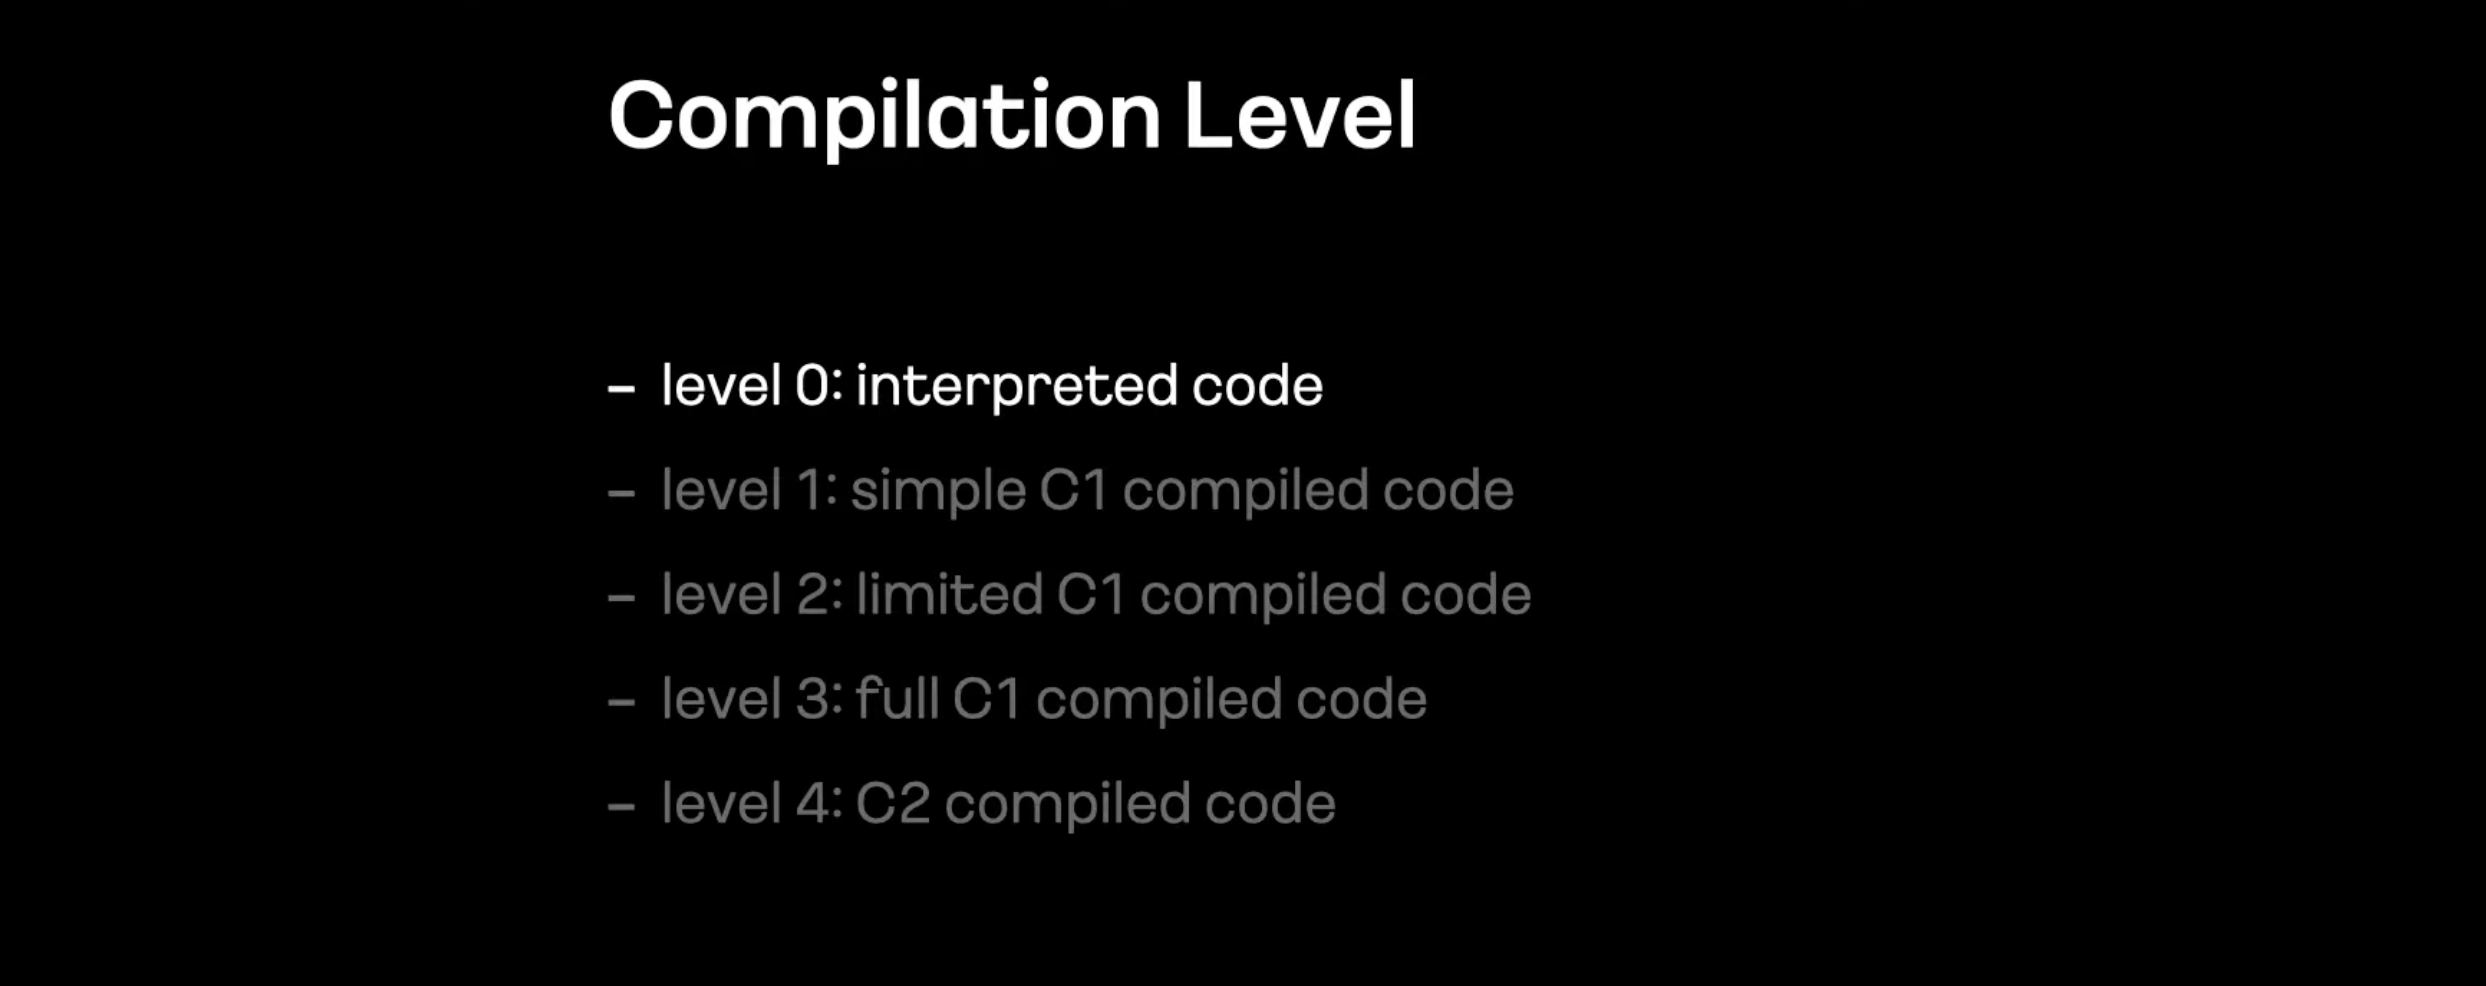 Compilation Level
– level 0: interpreted code
– level 1: simple C1 compiled code
– level 2: limited C1 compiled code
– level 3: full C1 compiled code
– level 4: C2 compiled code